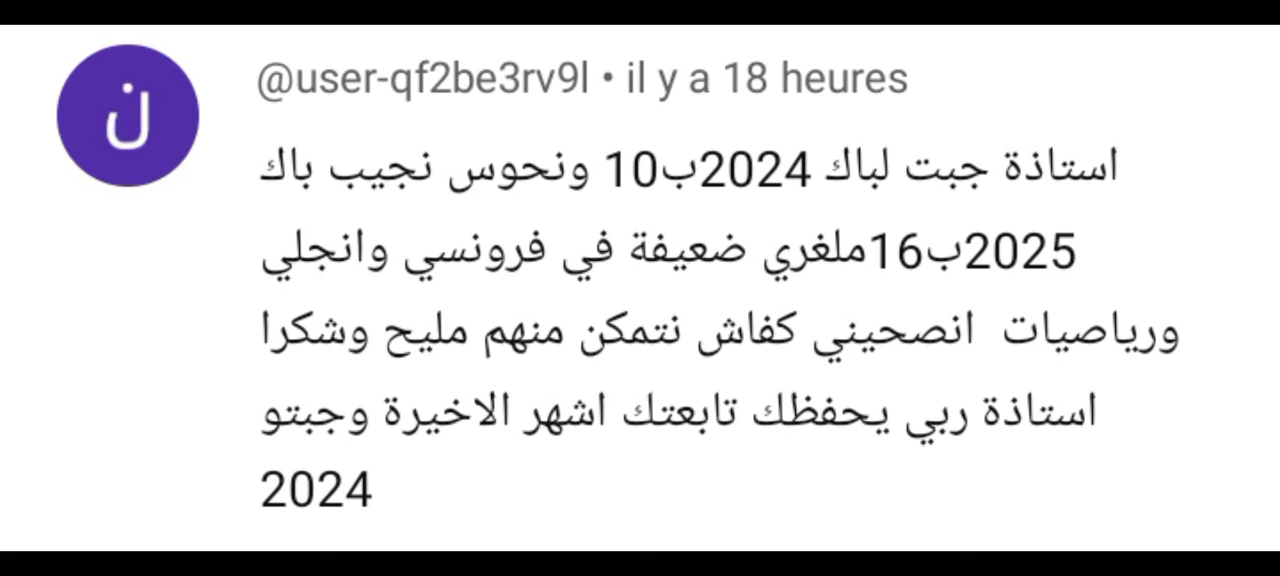 ن
@user-qf2be3rv9l • il y a 18 heures
استاذة جبت لباك 2024ب10 ونحوس نجيب باك
2025ب16ملغري ضعيفة في فرونسي وانجلي
ورياصيات انصحيني كفاش نتمكن منهم مليح وشكرا
استاذة ربي يحفظك تابعتك اشهر الاخيرة وجبتو
2024